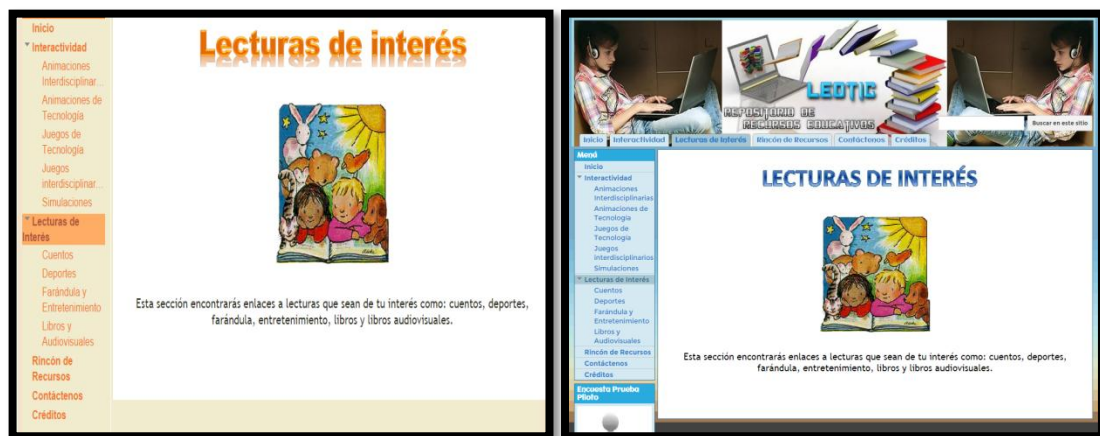 Inicio
Interactividad
Animaciones
Interdisciplinar...
Animaciones de
Tecnología
Juegos de
Tecnología
Juegos
interdisciplinar...
Simulaciones
Lecturas de
Interés
Cuentos
Deportes
Farándula y
Entretenimiento
Libros y
Audiovisuales
Rincón de
Recursos
Contáctenos
Créditos
Lecturas de interés
Esta sección encontrarás enlaces a lecturas que sean de tu interés como: cuentos, deportes,
farándula, entretenimiento, libros y libros audiovisuales.
LEOTIC
REPOSITORIO DE
RECURSOS EDUCATIVOS
Buscar en este sitio
Inicio Interactividad Lecturas de Interés Rincón de Recursos Contáctenos Créditos
Menú
Inicio
Interactividad
Animaciones
Interdisciplinarias
Animaciones de
Tecnología
Juegos de
Tecnología
Juegos
interdisciplinarios
Simulaciones
Lecturas de Interés
Cuentos
Deportes
Farándula y
Entretenimiento
Libros y
Audiovisuales
Rincón de Recursos
Contáctenos
Créditos
Encuesta Prueba
Piloto
LECTURAS DE INTERÉS
Esta sección encontrarás enlaces a lecturas que sean de tu interés como: cuentos, deportes,
farándula, entretenimiento, libros y libros audiovisuales.